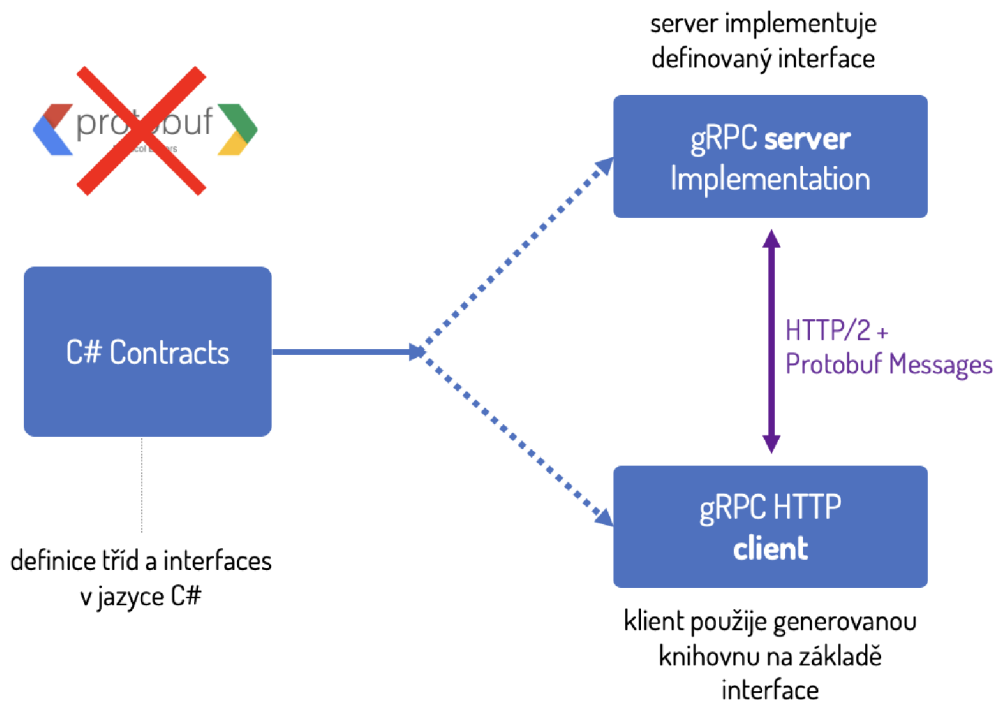 server implementuje
definovaný interface
protobuf
gRPC server
Implementation
C# Contracts
HTTP/2 +
Protobuf Messages
gRPC HTTP
client
definice tříd a interfaces
v jazyce C#
klient použije generovanou
knihovnu na základě
interface